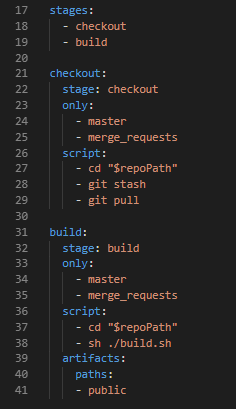 17 stages:
18   - checkout
19   - build
20
21 checkout:
22   stage: checkout
23   only:
24     - master
25     - merge_requests
26   script:
27     - cd "$repoPath"
28     - git stash
29     - git pull
30
31 build:
32   stage: build
33   only:
34     - master
35     - merge_requests
36   script:
37     - cd "$repoPath"
38     - sh ./build.sh
39   artifacts:
40     paths:
41     - public